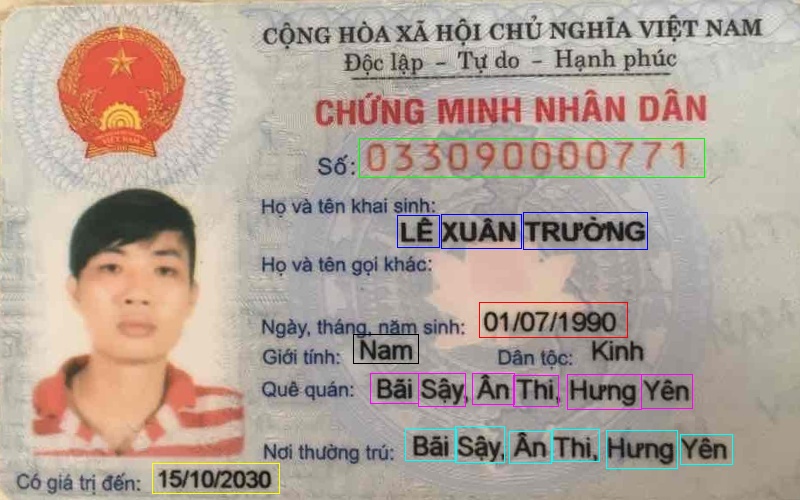 CỘNG HÒA XÃ HỘI CHỦ NGHĨA VIỆT NAM
Độc lập - Tự do - Hạnh phúc
CHỨNG MINH NHÂN DÂN
Số: 033090000771
Họ và tên khai sinh:
LÊ XUÂN TRƯỜNG
Họ và tên gọi khác:
Ngày, tháng, năm sinh: 01/07/1990
Giới tính: Nam Dân tộc: Kinh
Quê quán: Bãi Sậy, Ân Thi, Hưng Yên
Nơi thường trú: Bãi Sậy, Ân Thi, Hưng Yên
Có giá trị đến: 15/10/2030
VIỆT NAM